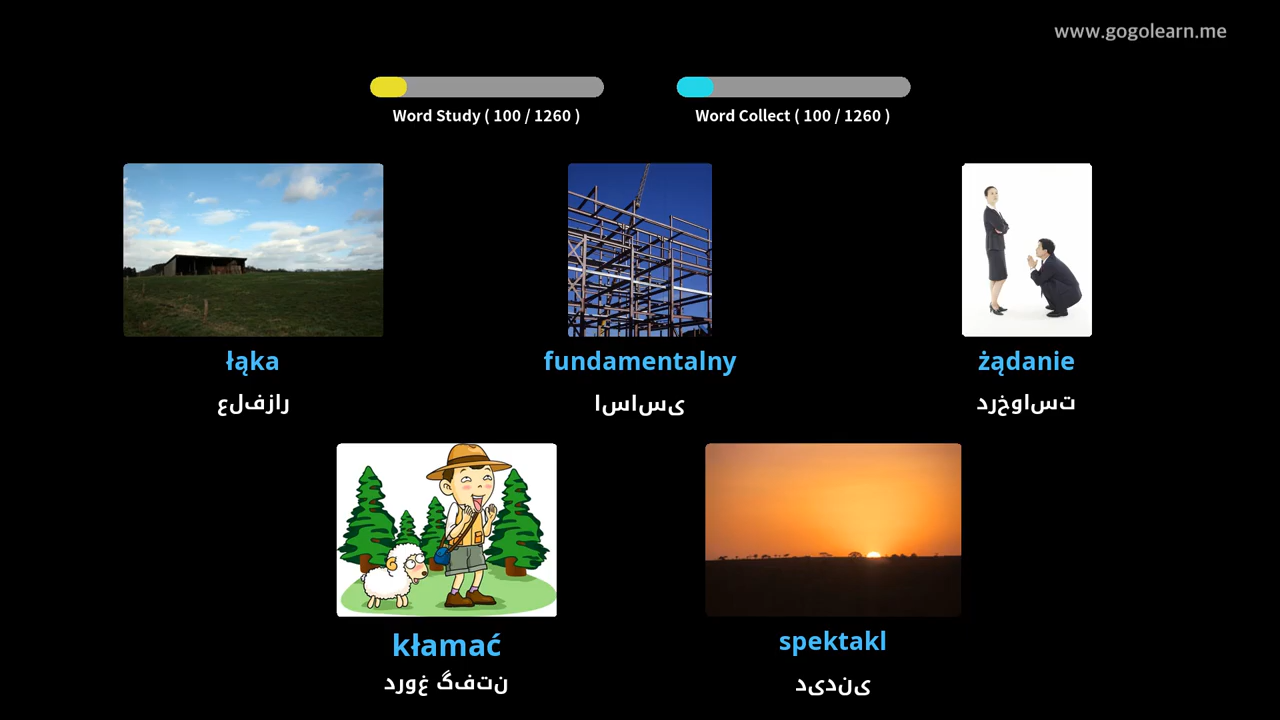 www.gogolearn.me
Word Study ( 100 / 1260 )
Word Collect ( 100 / 1260 )
łąka
علفزار
fundamentalny
اساسی
żądanie
درخواست
kłamać
دروغ گفتن
spektakl
دیدنی